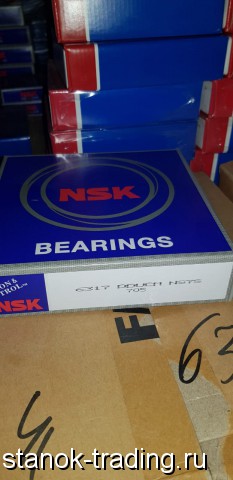 NSK
BEARINGS
6317 DDUCM NS7S
705
NSK
63
stanok-trading.ru